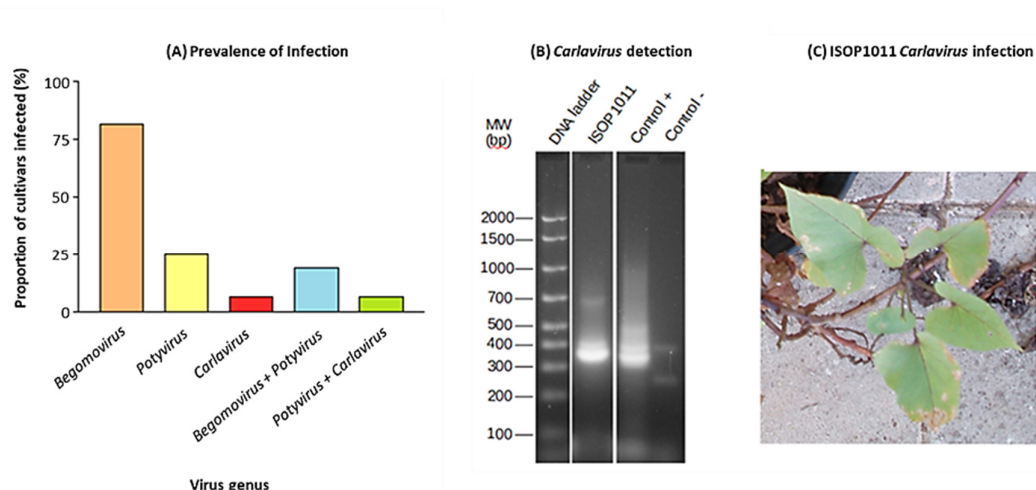 (A) Prevalence of Infection
Proportion of cultivars infected (%)
100
75
50
25
0
Begomovirus
Potyvirus
Carlavirus
Begomovirus + Potyvirus
Potyvirus + Carlavirus
Virus genus
(B) Carlavirus detection
MW
(bp)
DNA ladder
ISOP1011
Control +
Control -
2000
1500
1000
700
500
400
300
200
100
(C) ISOP1011 Carlavirus infection